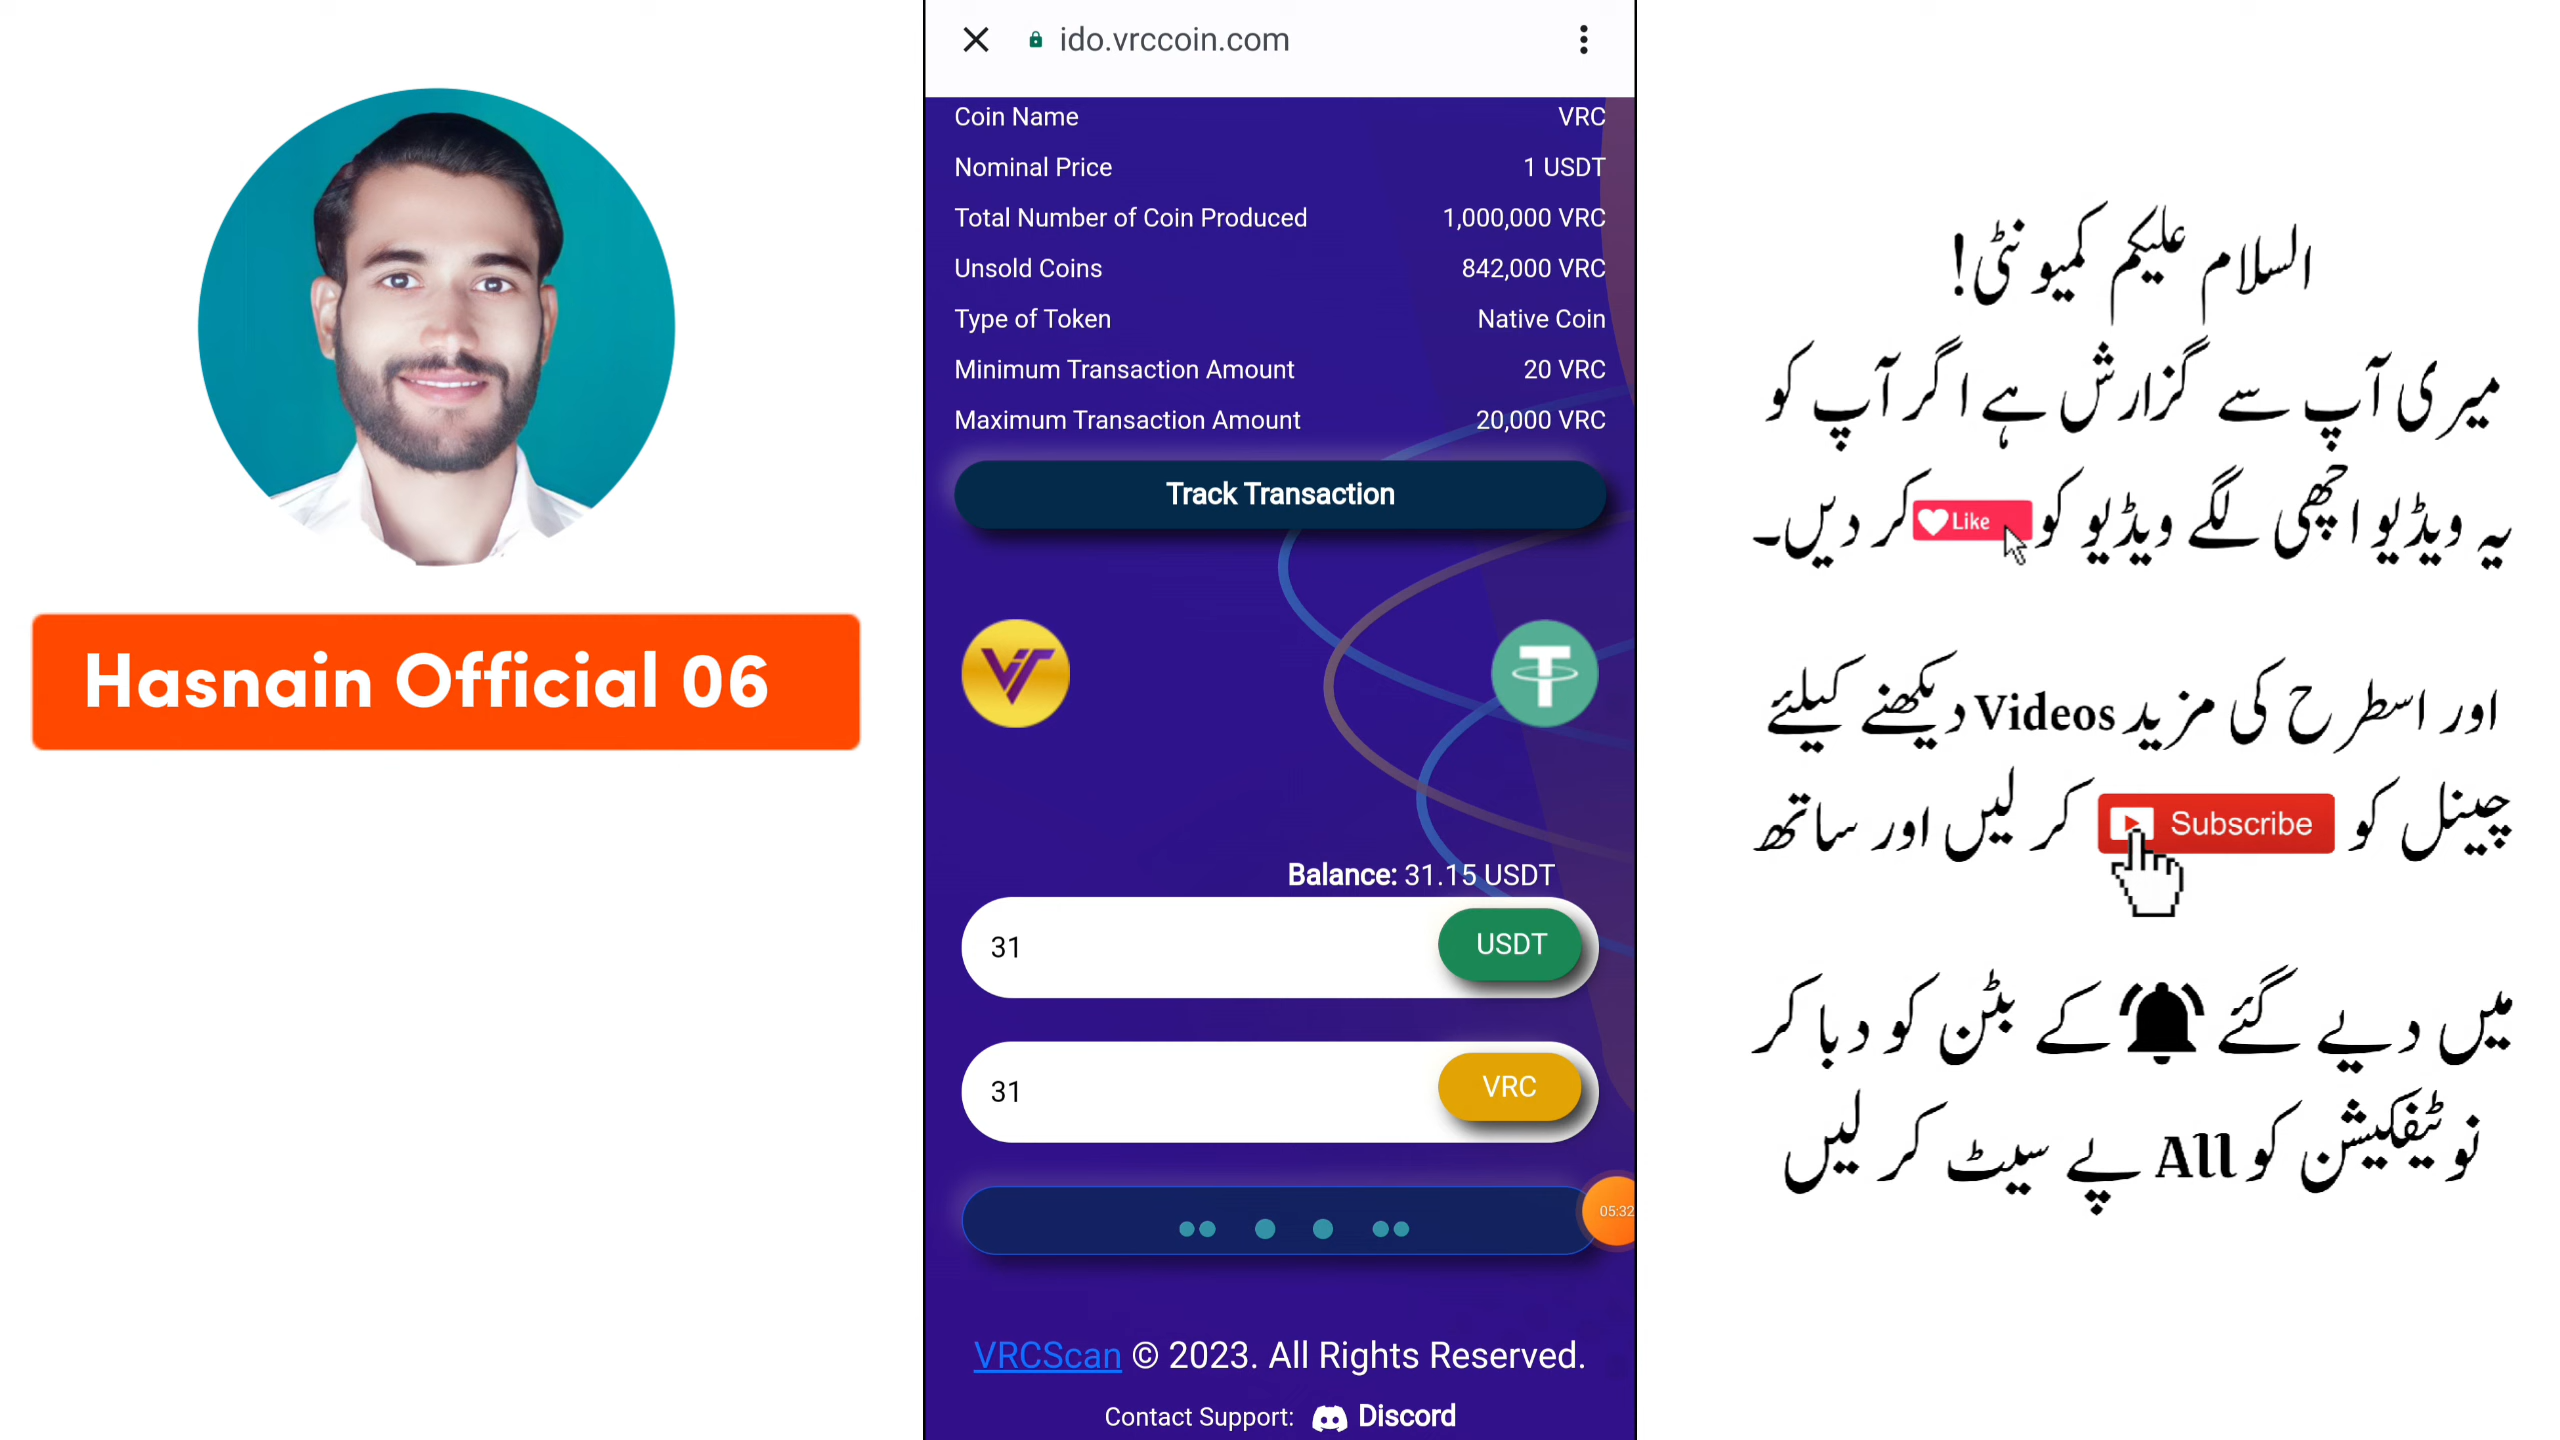 Hasnain Official 06
ido.vrccoin.com
Coin Name VRC
Nominal Price 1 USDT
Total Number of Coin Produced 1,000,000 VRC
Unsold Coins 842,000 VRC
Type of Token Native Coin
Minimum Transaction Amount 20 VRC
Maximum Transaction Amount 20,000 VRC
Track Transaction
Balance: 31.15 USDT
31 USDT
31 VRC
05:32
VRCScan © 2023. All Rights Reserved.
Contact Support: Discord
السلام علیکم کمیونٹی!
میری آپ سے گزارش ہے اگر آپ کو
یہ ویڈیو اچھی لگے ویڈیو کو Like کر دیں۔
اور اسطرح کی مزید Videos دیکھنے کیلئے
چینل کو Subscribe کر لیں اور ساتھ
میں دیے گئے کے بٹن کو دبا کر
نوٹیفکیشن کو All پے سیٹ کر لیں